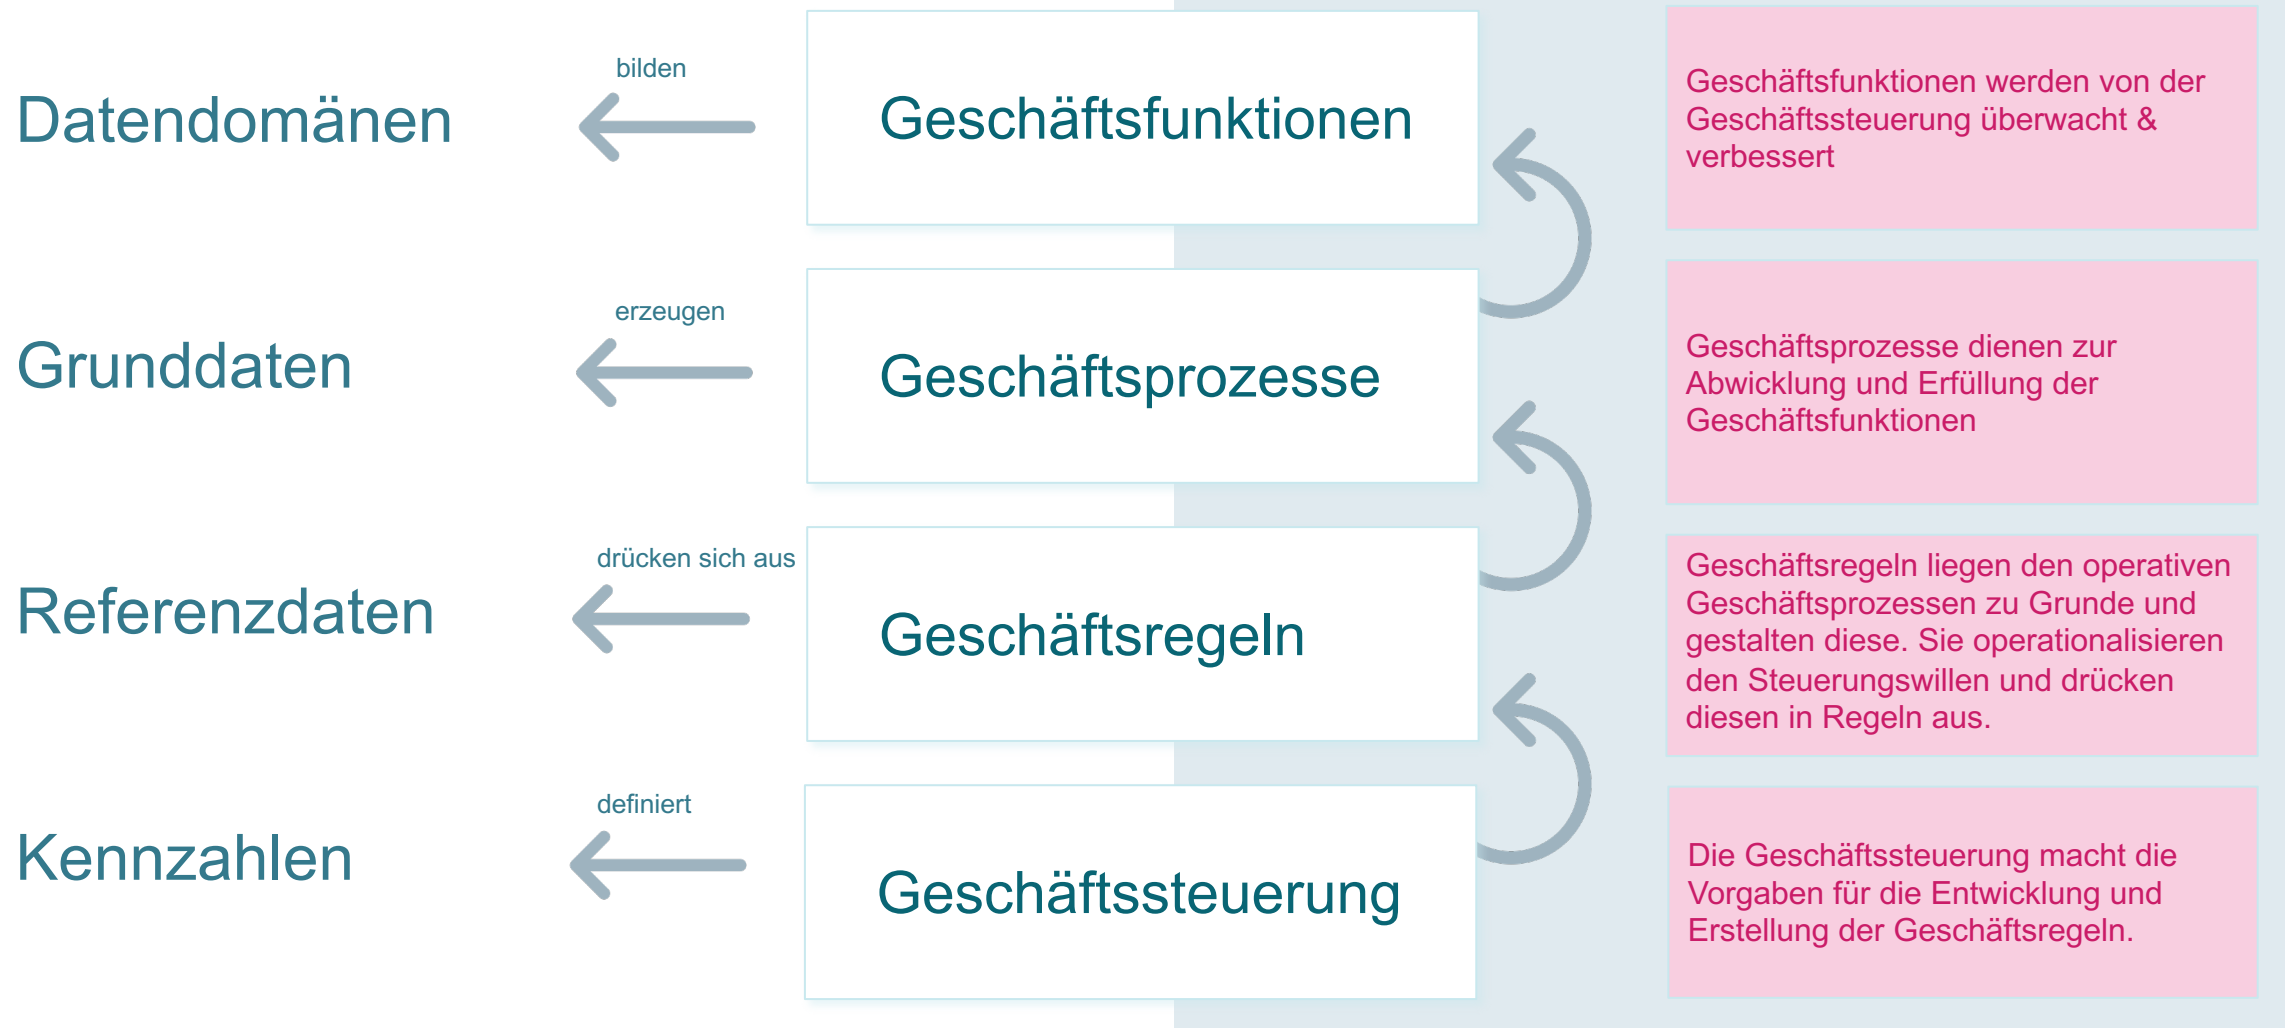 Datendomänen
bilden
Geschäftsfunktionen
Geschäftsfunktionen werden von der
Geschäftssteuerung überwacht &
verbessert
Grunddaten
erzeugen
Geschäftsprozesse
Geschäftsprozesse dienen zur
Abwicklung und Erfüllung der
Geschäftsfunktionen
Referenzdaten
drücken sich aus
Geschäftsregeln
Geschäftsregeln liegen den operativen
Geschäftsprozessen zu Grunde und
gestalten diese. Sie operationalisieren
den Steuerungswillen und drücken
diesen in Regeln aus.
Kennzahlen
definiert
Geschäftssteuerung
Die Geschäftssteuerung macht die
Vorgaben für die Entwicklung und
Erstellung der Geschäftsregeln.